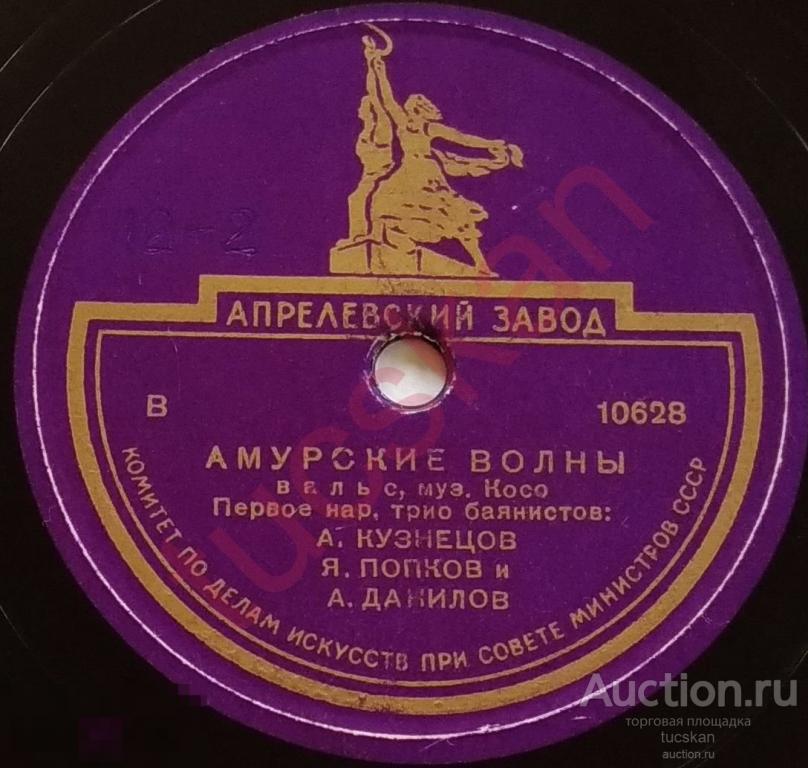 АПРЕЛЕВСКИЙ ЗАВОД
В 10628
АМУРСКИЕ ВОЛНЫ
вальс, муз. Косо
Первое нар. трио баянистов:
А. КУЗНЕЦОВ
Я. ПОПКОВ и
А. ДАНИЛОВ
КОМИТЕТ ПО ДЕЛАМ ИСКУССТВ ПРИ СОВЕТЕ МИНИСТРОВ СССР
tucskan
Auction.ru
торговая площадка
tucskan
auction.ru